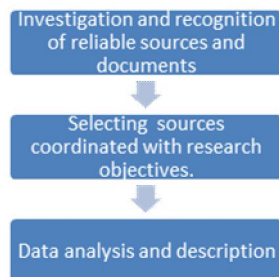 Investigation and recognition
of reliable sources and
documents
Selecting sources
coordinated with research
objectives.
Data analysis and description